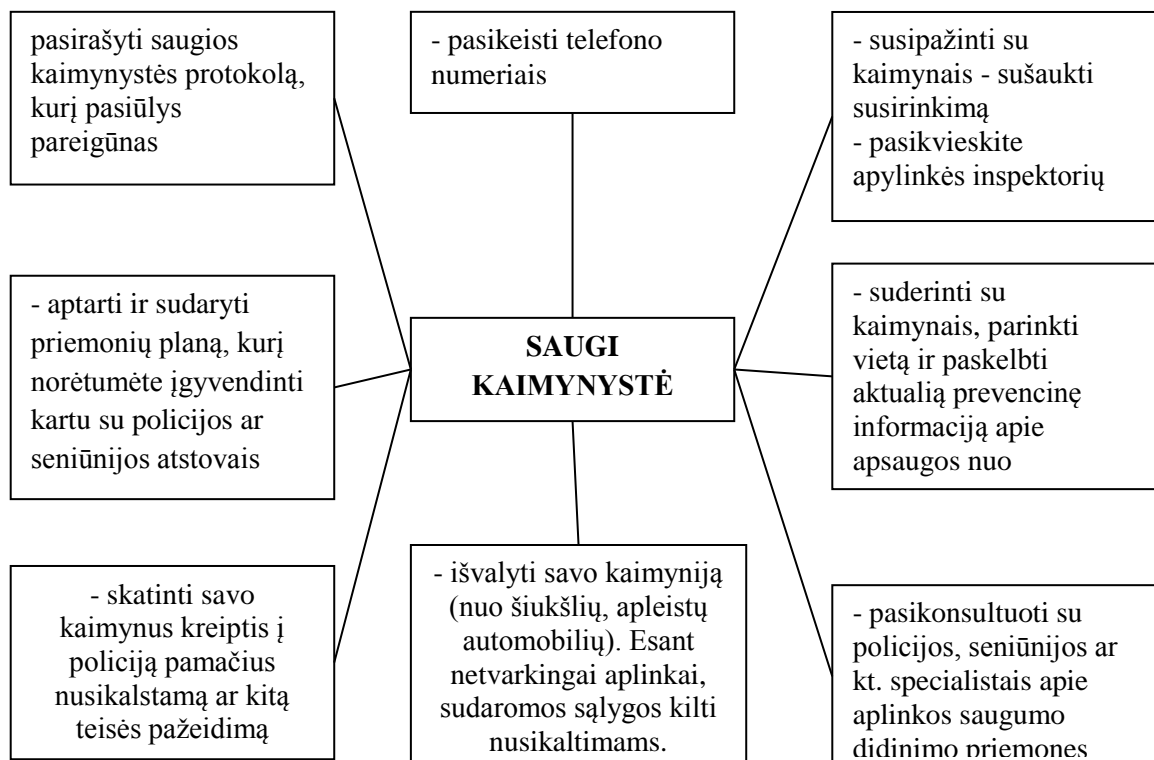 pasirašyti saugios
kaimynystės protokolą,
kurį pasiūlys
pareigūnas
- pasikeisti telefono
numeriais
- susipažinti su
kaimynais - sušaukti
susirinkimą
- pasikvieskite
apylinkės inspektorių
- aptarti ir sudaryti
priemonių planą, kurį
norėtumėte įgyvendinti
kartu su policijos ar
seniūnijos atstovais
SAUGI
KAIMYNYSTĖ
- suderinti su
kaimynais, parinkti
vietą ir paskelbti
aktualią prevencinę
informaciją apie
apsaugos nuo
- skatinti savo
kaimynus kreiptis į
policiją pamačius
nusikalstamą ar kitą
teisės pažeidimą
- išvalyti savo kaimyniją
(nuo šiukšlių, apleistų
automobilių). Esant
netvarkingai aplinkai,
sudaromos sąlygos kilti
nusikaltimams.
- pasikonsultuoti su
policijos, seniūnijos ar
kt. specialistais apie
aplinkos saugumo
didinimo priemones